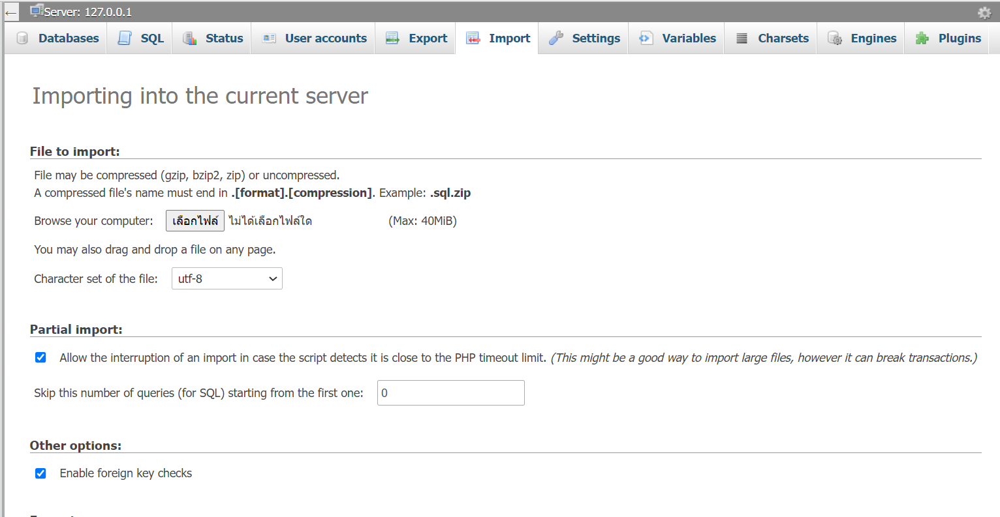 Server: 127.0.0.1
Databases SQL Status User accounts Export Import Settings Variables Charsets Engines Plugins
Importing into the current server
File to import:
File may be compressed (gzip, bzip2, zip) or uncompressed.
A compressed file's name must end in .[format].[compression]. Example: .sql.zip
Browse your computer: เลือกไฟล์ ไม่ได้เลือกไฟล์ใด (Max: 40MiB)
You may also drag and drop a file on any page.
Character set of the file: utf-8
Partial import:
Allow the interruption of an import in case the script detects it is close to the PHP timeout limit. (This might be a good way to import large files, however it can break transactions.)
Skip this number of queries (for SQL) starting from the first one: 0
Other options:
Enable foreign key checks